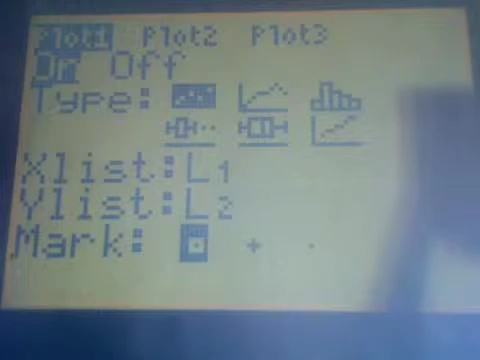 Plot1 Plot2 Plot3
On Off
Type:
Xlist:L1
Ylist:L2
Mark: + .